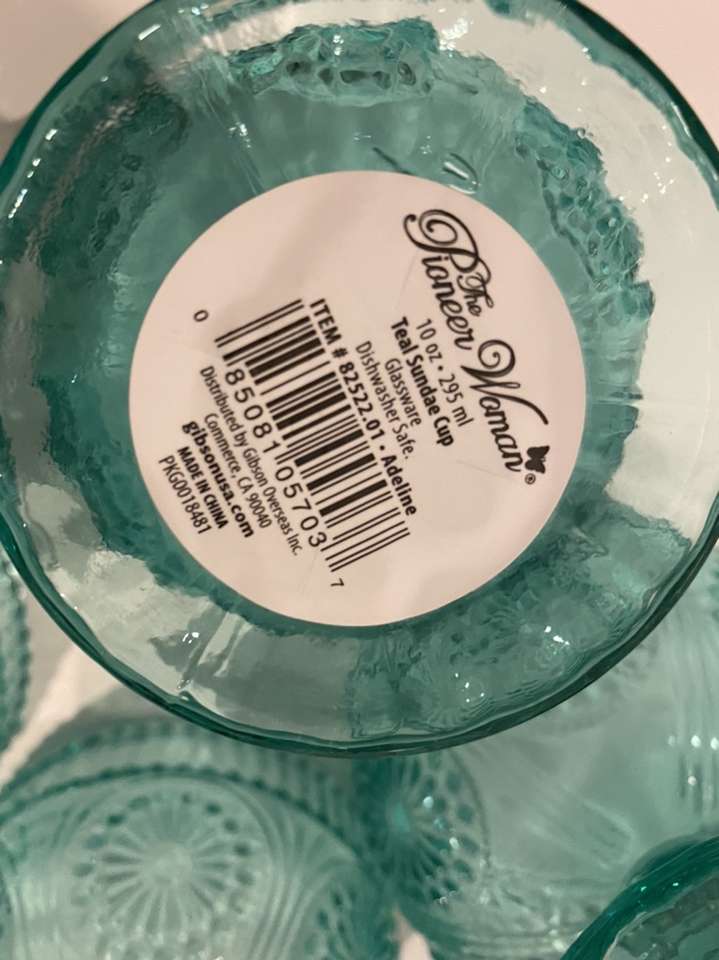 The
Pioneer Woman®
10 oz • 295 ml
Teal Sundae Cup
Glassware
Dishwasher Safe.
ITEM # 82522.01 • Adeline
0 85081 05703 7
Distributed by Gibson Overseas Inc.
Commerce, CA 90040
gibsonusa.com
MADE IN CHINA
PKG0018481